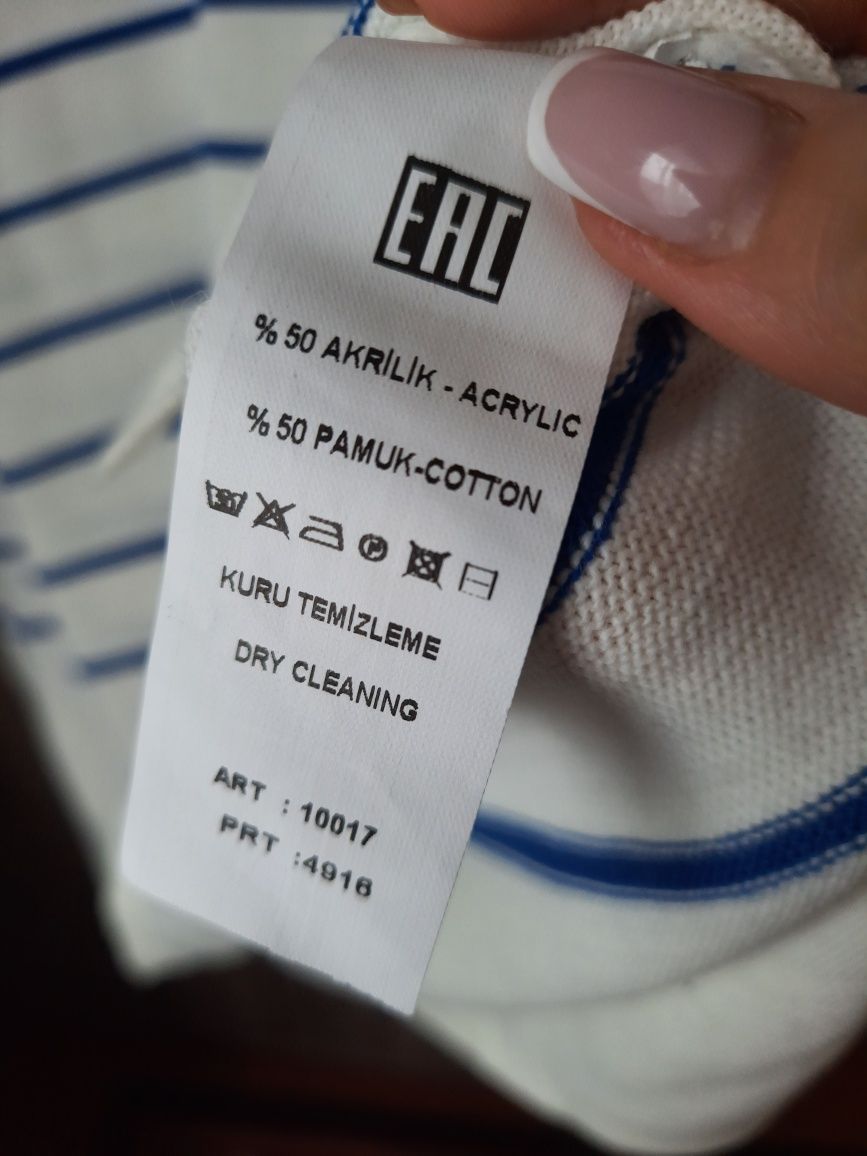 EAC
% 50 AKRİLİK - ACRYLIC
% 50 PAMUK-COTTON
P
KURU TEMİZLEME
DRY CLEANING
ART : 10017
PRT :4916